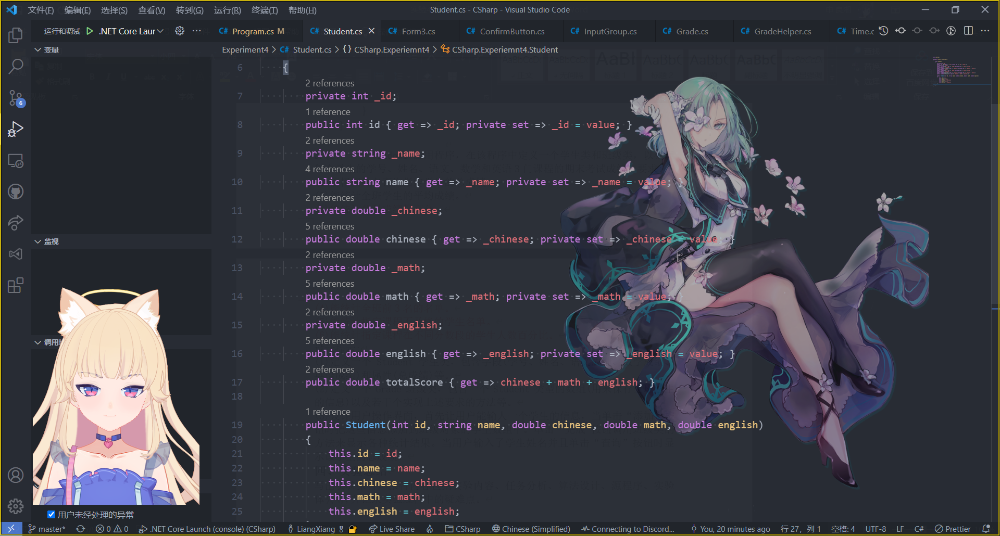 文件(F) 编辑(E) 选择(S) 查看(V) 转到(G) 运行(R) 终端(T) 帮助(H) Student.cs - CSharp - Visual Studio Code
运行和调试 .NET Core Laur
C# Program.cs M C# Student.cs C# Form3.cs C# ConfirmButton.cs C# InputGroup.cs C# Grade.cs C# GradeHelper.cs C# Time.c
变量
监视
6
用户未经处理的异常
Experiment4 > C# Student.cs > {} CSharp.Experiemnt4 > CSharp.Experiemnt4.Student
6 {
2 references
7 private int _id;
1 reference
8 public int id { get => _id; private set => _id = value; }
2 references
9 private string _name;
4 references
10 public string name { get => _name; private set => _name = value; }
2 references
11 private double _chinese;
5 references
12 public double chinese { get => _chinese; private set => _chinese = value; }
2 references
13 private double _math;
5 references
14 public double math { get => _math; private set => _math = value; }
2 references
15 private double _english;
5 references
16 public double english { get => _english; private set => _english = value; }
2 references
17 public double totalScore { get => chinese + math + english; }
18
1 reference
19 public Student(int id, string name, double chinese, double math, double english)
20 {
21 this.id = id;
22 this.name = name;
23 this.chinese = chinese;
24 this.math = math;
25 this.english = english;
master* 0 0 .NET Core Launch (console) (CSharp) LiangXiang 8 Live Share CSharp Chinese (Simplified) Connecting to Discord... You, 20 minutes ago 行 27，列 1 空格: 4 UTF-8 LF C# Prettier